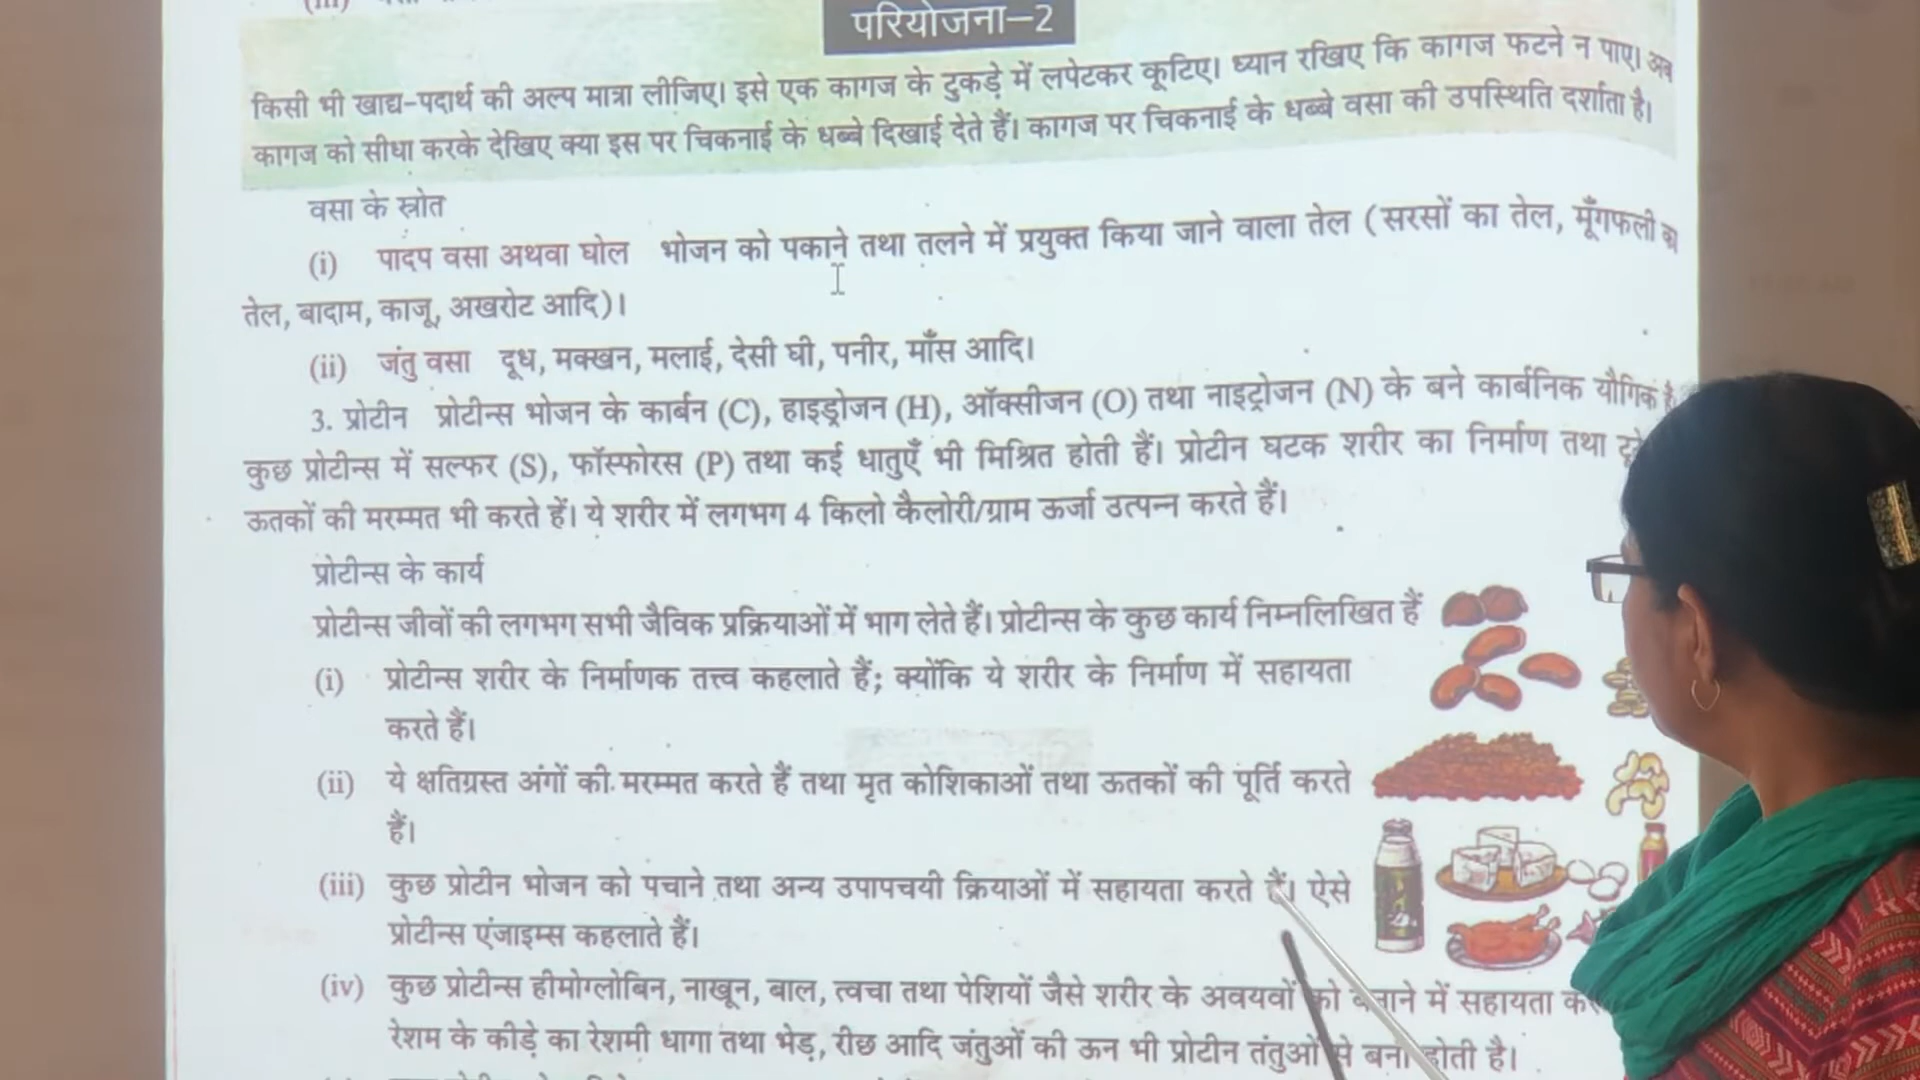 (iii)
परियोजना–2
किसी भी खाद्य-पदार्थ की अल्प मात्रा लीजिए। इसे एक कागज के टुकड़े में लपेटकर कूटिए। ध्यान रखिए कि कागज फटने न पाए। अब
कागज को सीधा करके देखिए क्या इस पर चिकनाई के धब्बे दिखाई देते हैं। कागज पर चिकनाई के धब्बे वसा की उपस्थिति दर्शाता है।
वसा के स्रोत
(i) पादप वसा अथवा घोल भोजन को पकाने तथा तलने में प्रयुक्त किया जाने वाला तेल (सरसों का तेल, मूँगफली का
तेल, बादाम, काजू, अखरोट आदि)।
(ii) जंतु वसा दूध, मक्खन, मलाई, देसी घी, पनीर, माँस आदि।
3. प्रोटीन प्रोटीन्स भोजन के कार्बन (C), हाइड्रोजन (H), ऑक्सीजन (O) तथा नाइट्रोजन (N) के बने कार्बनिक यौगिक हैं।
कुछ प्रोटीन्स में सल्फर (S), फॉस्फोरस (P) तथा कई धातुएँ भी मिश्रित होती हैं। प्रोटीन घटक शरीर का निर्माण तथा
ऊतकों की मरम्मत भी करते हें। ये शरीर में लगभग 4 किलो कैलोरी/ग्राम ऊर्जा उत्पन्न करते हैं।
प्रोटीन्स के कार्य
प्रोटीन्स जीवों की लगभग सभी जैविक प्रक्रियाओं में भाग लेते हैं। प्रोटीन्स के कुछ कार्य निम्नलिखित हैं
(i) प्रोटीन्स शरीर के निर्माणक तत्त्व कहलाते हैं; क्योंकि ये शरीर के निर्माण में सहायता
करते हैं।
(ii) ये क्षतिग्रस्त अंगों की मरम्मत करते हैं तथा मृत कोशिकाओं तथा ऊतकों की पूर्ति करते
हैं।
(iii) कुछ प्रोटीन भोजन को पचाने तथा अन्य उपापचयी क्रियाओं में सहायता करते हैं। ऐसे
प्रोटीन्स एंजाइम्स कहलाते हैं।
(iv) कुछ प्रोटीन्स हीमोग्लोबिन, नाखून, बाल, त्वचा तथा पेशियों जैसे शरीर के अवयवों को बनाने में सहायता
रेशम के कीड़े का रेशमी धागा तथा भेड़, रीछ आदि जंतुओं की ऊन भी प्रोटीन तंतुओं से बनी होती है।